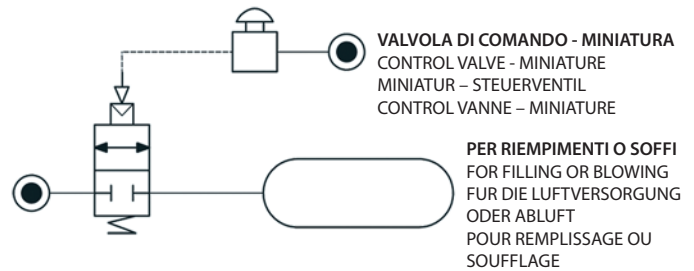 VALVOLA DI COMANDO - MINIATURA
CONTROL VALVE - MINIATURE
MINIATUR – STEUERVENTIL
CONTROL VANNE – MINIATURE
PER RIEMPIMENTI O SOFFI
FOR FILLING OR BLOWING
FUR DIE LUFTVERSORGUNG
ODER ABLUFT
POUR REMPLISSAGE OU
SOUFFLAGE